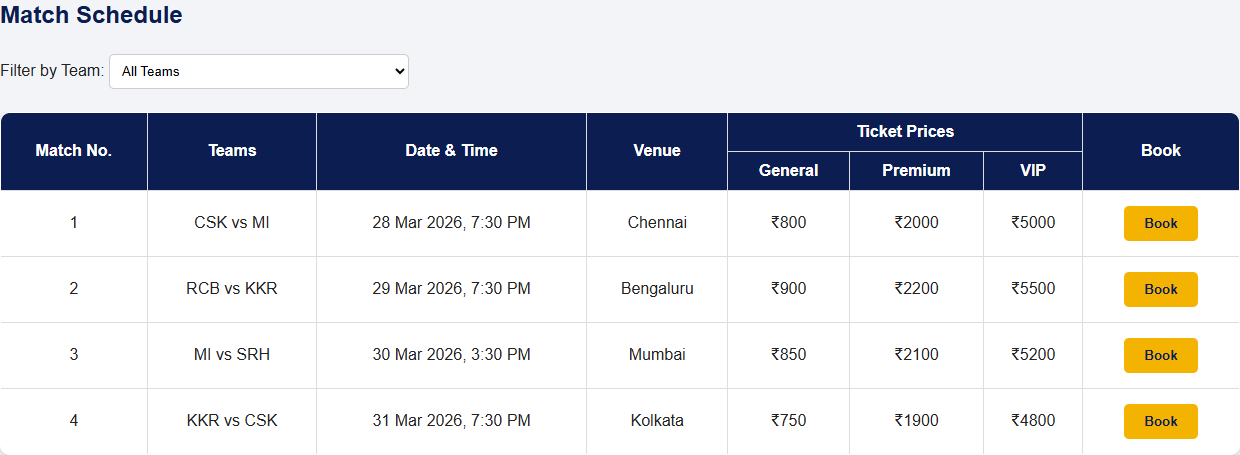 Match Schedule
Filter by Team: All Teams
Match No. Teams Date & Time Venue Ticket Prices Book
General Premium VIP
1 CSK vs MI 28 Mar 2026, 7:30 PM Chennai ₹800 ₹2000 ₹5000 Book
2 RCB vs KKR 29 Mar 2026, 7:30 PM Bengaluru ₹900 ₹2200 ₹5500 Book
3 MI vs SRH 30 Mar 2026, 3:30 PM Mumbai ₹850 ₹2100 ₹5200 Book
4 KKR vs CSK 31 Mar 2026, 7:30 PM Kolkata ₹750 ₹1900 ₹4800 Book